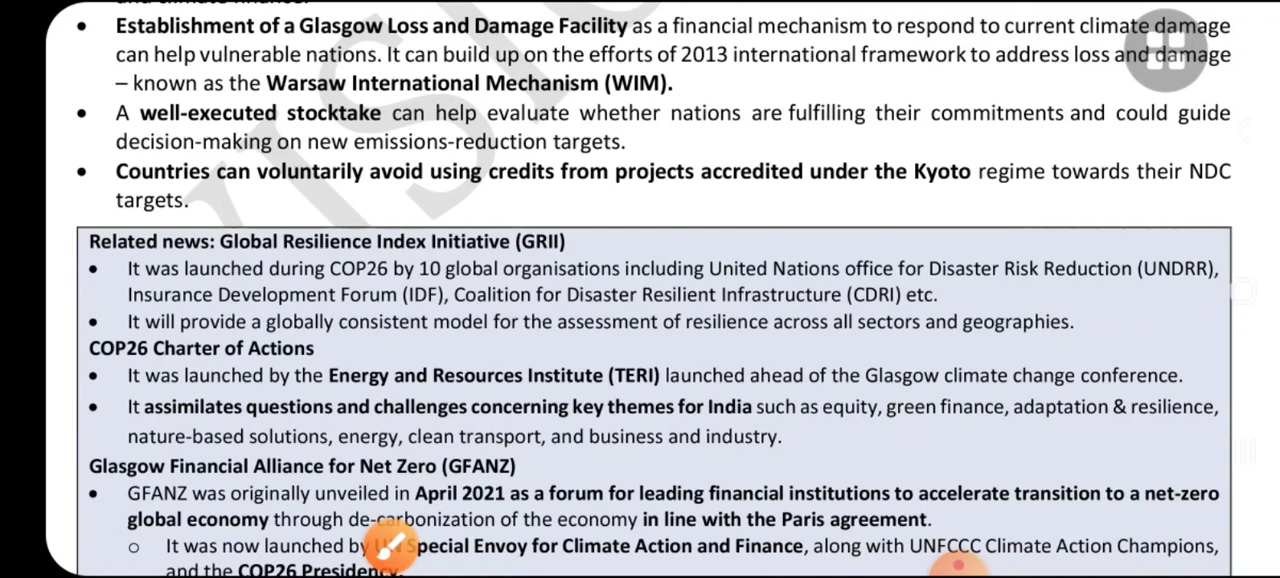 • Establishment of a Glasgow Loss and Damage Facility as a financial mechanism to respond to current climate damage
can help vulnerable nations. It can build up on the efforts of 2013 international framework to address loss and damage
– known as the Warsaw International Mechanism (WIM).
• A well-executed stocktake can help evaluate whether nations are fulfilling their commitments and could guide
decision-making on new emissions-reduction targets.
• Countries can voluntarily avoid using credits from projects accredited under the Kyoto regime towards their NDC
targets.
Related news: Global Resilience Index Initiative (GRII)
• It was launched during COP26 by 10 global organisations including United Nations office for Disaster Risk Reduction (UNDRR),
Insurance Development Forum (IDF), Coalition for Disaster Resilient Infrastructure (CDRI) etc.
• It will provide a globally consistent model for the assessment of resilience across all sectors and geographies.
COP26 Charter of Actions
• It was launched by the Energy and Resources Institute (TERI) launched ahead of the Glasgow climate change conference.
• It assimilates questions and challenges concerning key themes for India such as equity, green finance, adaptation & resilience,
nature-based solutions, energy, clean transport, and business and industry.
Glasgow Financial Alliance for Net Zero (GFANZ)
• GFANZ was originally unveiled in April 2021 as a forum for leading financial institutions to accelerate transition to a net-zero
global economy through de-carbonization of the economy in line with the Paris agreement.
o It was now launched by Special Envoy for Climate Action and Finance, along with UNFCCC Climate Action Champions,
and the COP26 Presidency.